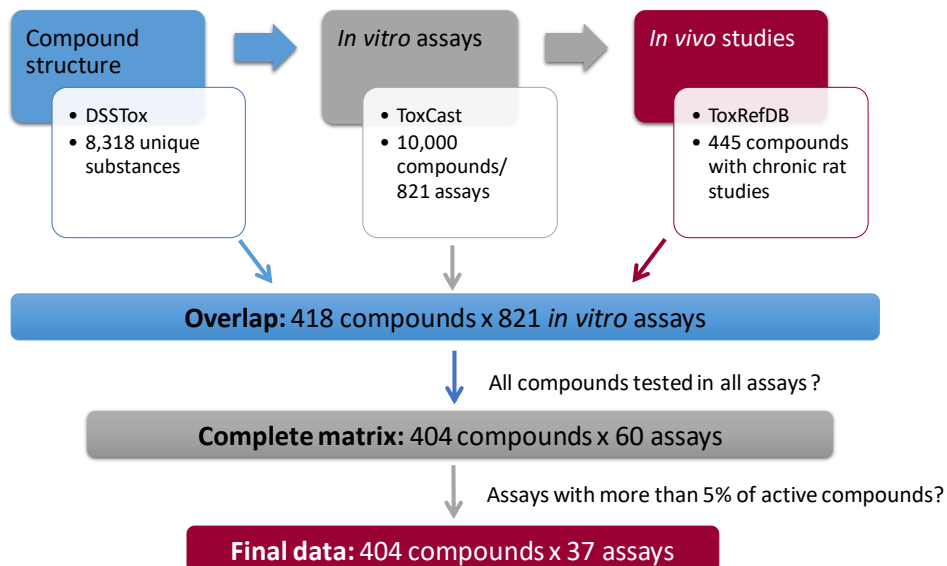 Compound
structure
In vitro assays
In vivo studies
• DSSTox
• 8,318 unique
substances
• ToxCast
• 10,000
compounds/
821 assays
• ToxRefDB
• 445 compounds
with chronic rat
studies
Overlap: 418 compounds x 821 in vitro assays
All compounds tested in all assays ?
Complete matrix: 404 compounds x 60 assays
Assays with more than 5% of active compounds?
Final data: 404 compounds x 37 assays